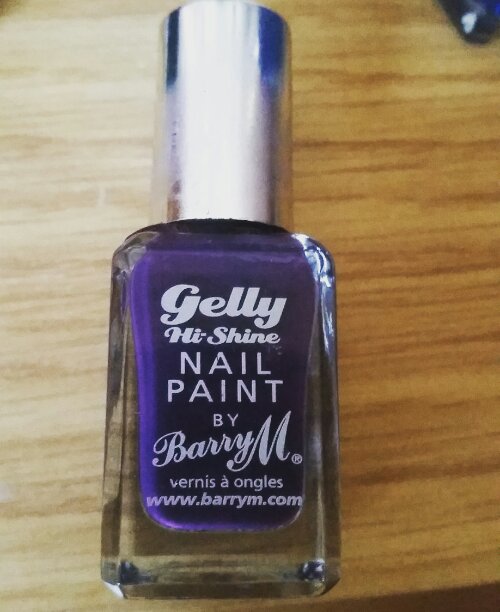 Gelly
Hi-Shine
NAIL
PAINT
BY
BarryM®
vernis à ongles
www.barrym.com